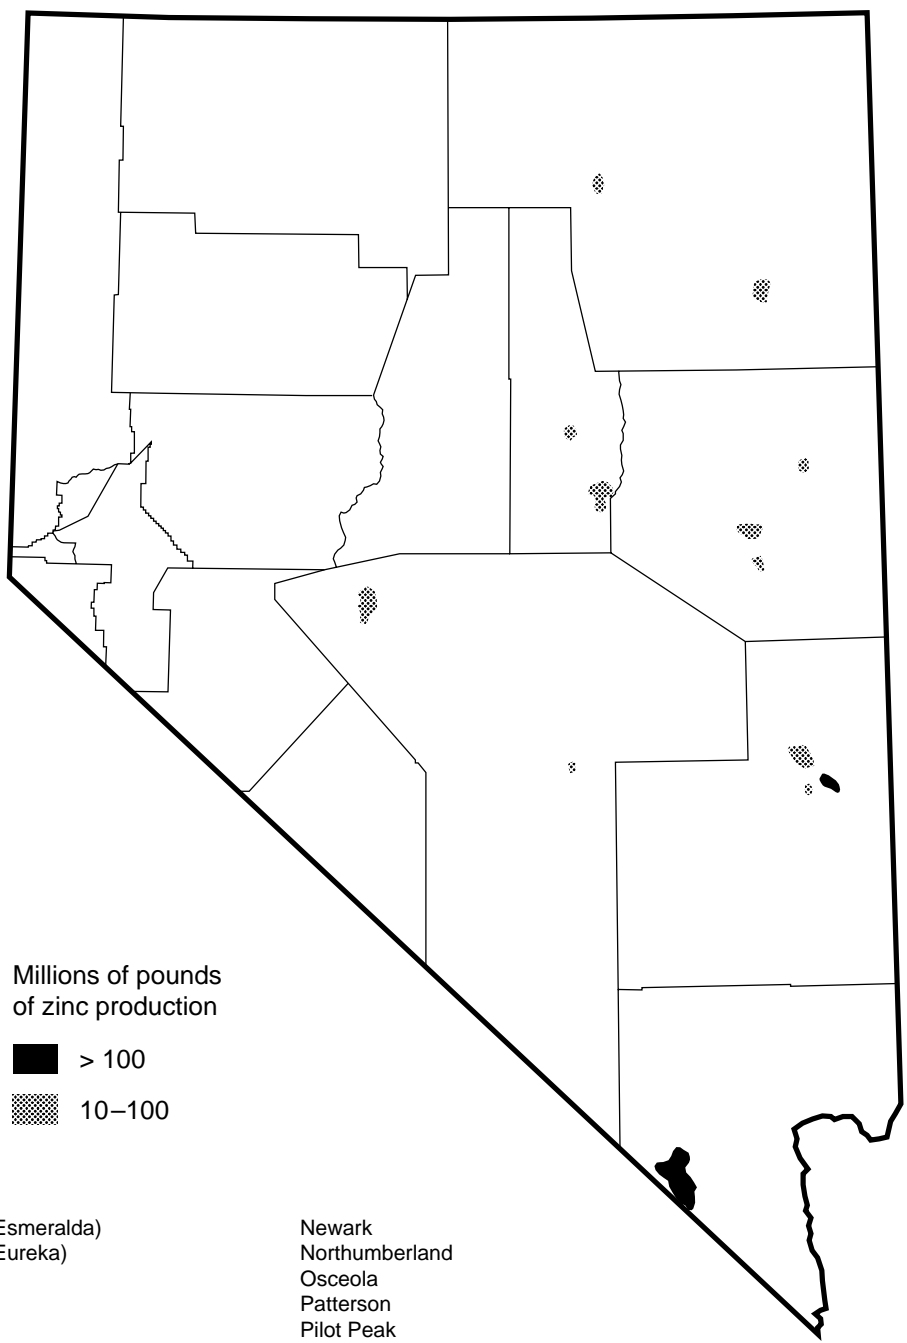 Millions of pounds
of zinc production
> 100
10–100
Esmeralda)
Eureka)
Newark
Northumberland
Osceola
Patterson
Pilot Peak